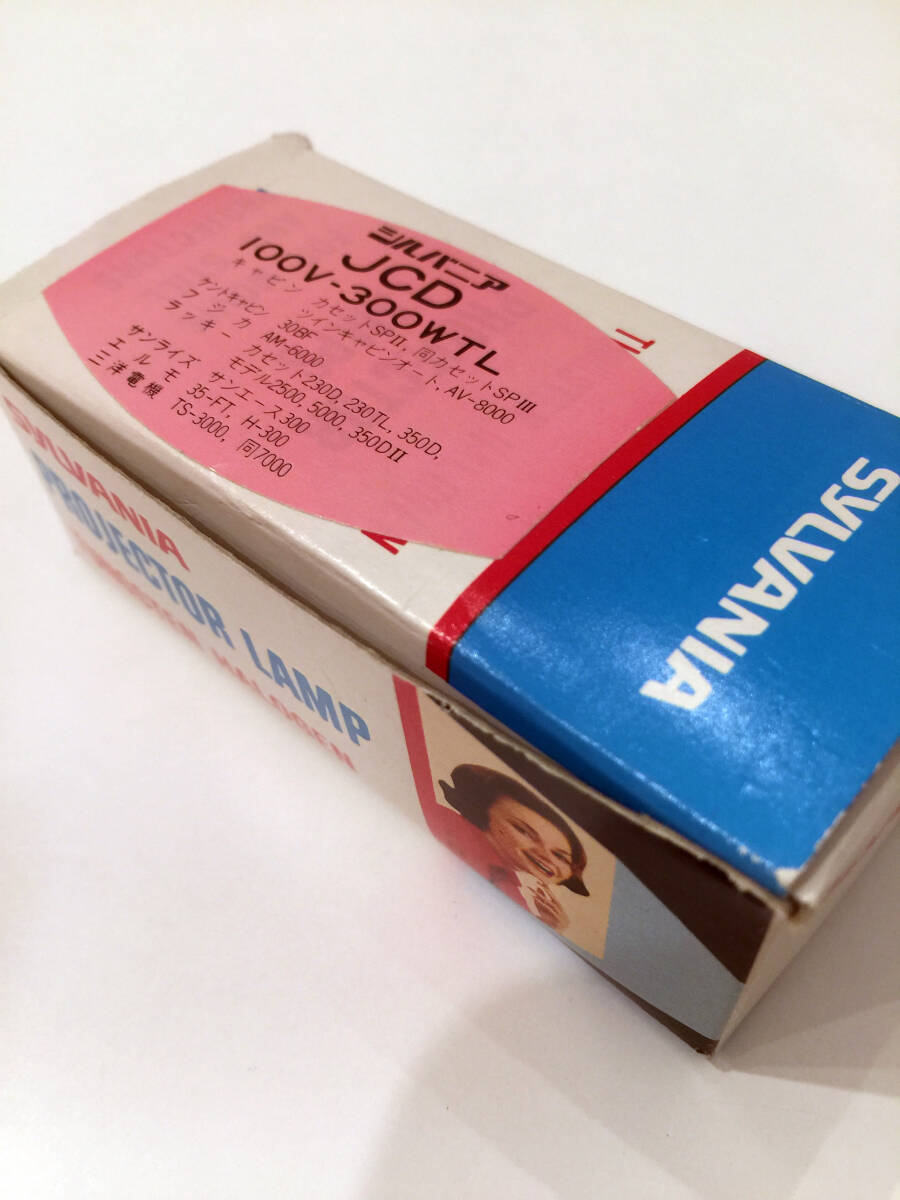 シルバニア
JCD
100V-300WTL
キャビン カセットSPII, 同カセットSPIII
ツインキャビンオート, AV-8000
ケントキャビン 30BF
フジカ AM-6000
ラッキー カセット230D, 230TL, 350D,
モデル2500, 5000, 350DII
サンライズ サンエース300
エルモ 35-FT, H-300
三洋電機 TS-3000, 同7000
SYLVANIA
SYLVANIA
PROJECTOR LAMP
TUNGSTEN HALOGEN